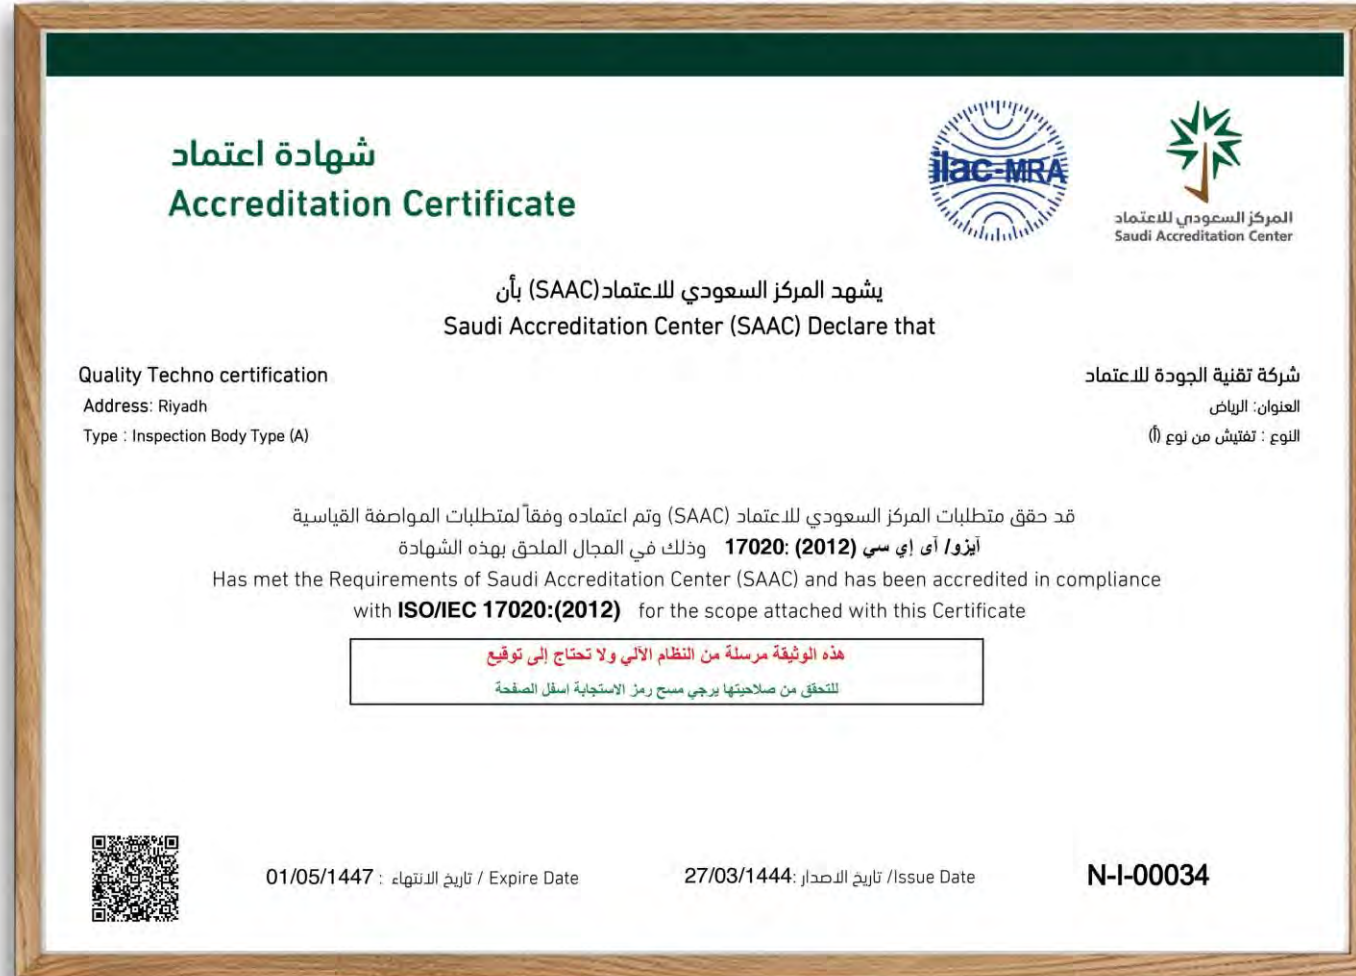 شهادة اعتماد
Accreditation Certificate
ilac-MRA
المركز السعودي للاعتماد
Saudi Accreditation Center
يشهد المركز السعودي للاعتماد(SAAC) بأن
Saudi Accreditation Center (SAAC) Declare that
Quality Techno certification
Address: Riyadh
Type : Inspection Body Type (A)
شركة تقنية الجودة للاعتماد
العنوان: الرياض
النوع : تفتيش من نوع (أ)
قد حقق متطلبات المركز السعودي للاعتماد (SAAC) وتم اعتماده وفقاً لمتطلبات المواصفة القياسية
آيزو/ آى إي سي (2012) :17020 وذلك في المجال الملحق بهذه الشهادة
Has met the Requirements of Saudi Accreditation Center (SAAC) and has been accredited in compliance
with ISO/IEC 17020:(2012) for the scope attached with this Certificate
هذه الوثيقة مرسلة من النظام الآلي ولا تحتاج إلى توقيع
للتحقق من صلاحيتها يرجي مسح رمز الاستجابة اسفل الصفحة
01/05/1447 : تاريخ الانتهاء / Expire Date
27/03/1444: تاريخ الاصدار /Issue Date
N-I-00034